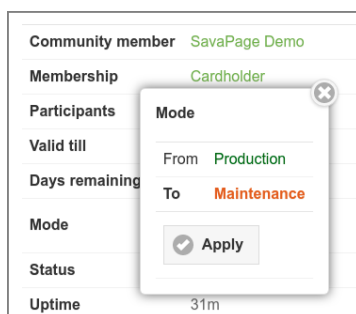 Community member SavaPage Demo
Membership Cardholder
Participants
Valid till
Days remaining
Mode
Status
Uptime 31m
Mode
From Production
To Maintenance
Apply